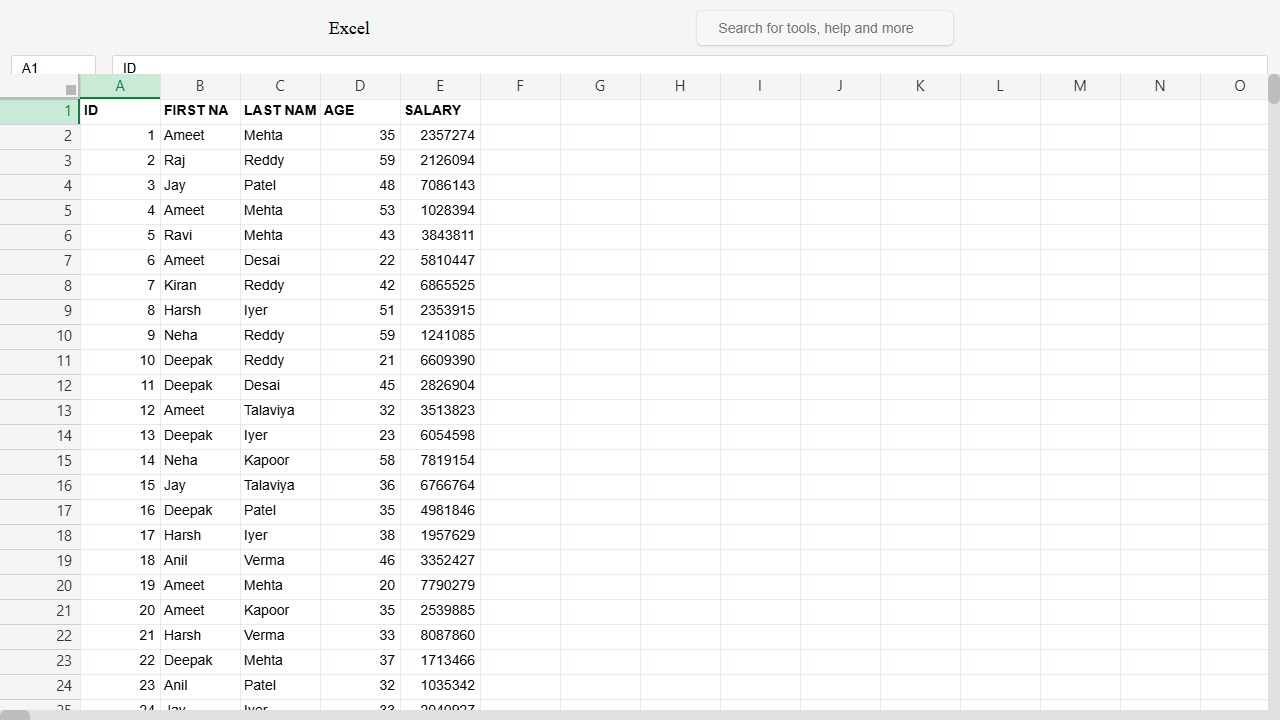 Excel
Search for tools, help and more
A1 ID
A B C D E F G H I J K L M N O
1 ID FIRST NA LAST NAM AGE SALARY
2 1 Ameet Mehta 35 2357274
3 2 Raj Reddy 59 2126094
4 3 Jay Patel 48 7086143
5 4 Ameet Mehta 53 1028394
6 5 Ravi Mehta 43 3843811
7 6 Ameet Desai 22 5810447
8 7 Kiran Reddy 42 6865525
9 8 Harsh Iyer 51 2353915
10 9 Neha Reddy 59 1241085
11 10 Deepak Reddy 21 6609390
12 11 Deepak Desai 45 2826904
13 12 Ameet Talaviya 32 3513823
14 13 Deepak Iyer 23 6054598
15 14 Neha Kapoor 58 7819154
16 15 Jay Talaviya 36 6766764
17 16 Deepak Patel 35 4981846
18 17 Harsh Iyer 38 1957629
19 18 Anil Verma 46 3352427
20 19 Ameet Mehta 20 7790279
21 20 Ameet Kapoor 35 2539885
22 21 Harsh Verma 33 8087860
23 22 Deepak Mehta 37 1713466
24 23 Anil Patel 32 1035342
25 24 Jay Iyer 33